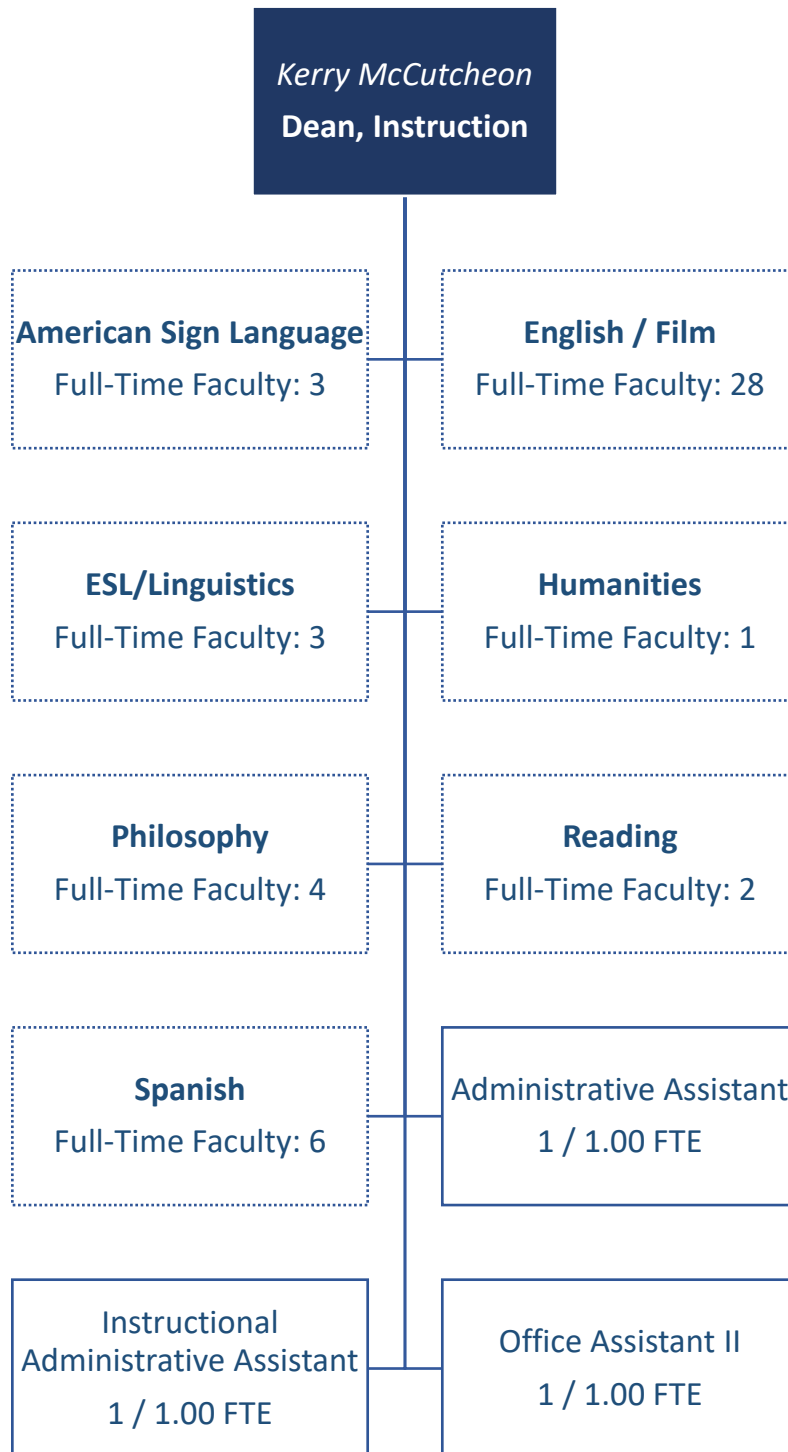 Kerry McCutcheon
Dean, Instruction
American Sign Language
Full-Time Faculty: 3
English / Film
Full-Time Faculty: 28
ESL/Linguistics
Full-Time Faculty: 3
Humanities
Full-Time Faculty: 1
Philosophy
Full-Time Faculty: 4
Reading
Full-Time Faculty: 2
Spanish
Full-Time Faculty: 6
Administrative Assistant
1 / 1.00 FTE
Instructional
Administrative Assistant
1 / 1.00 FTE
Office Assistant II
1 / 1.00 FTE